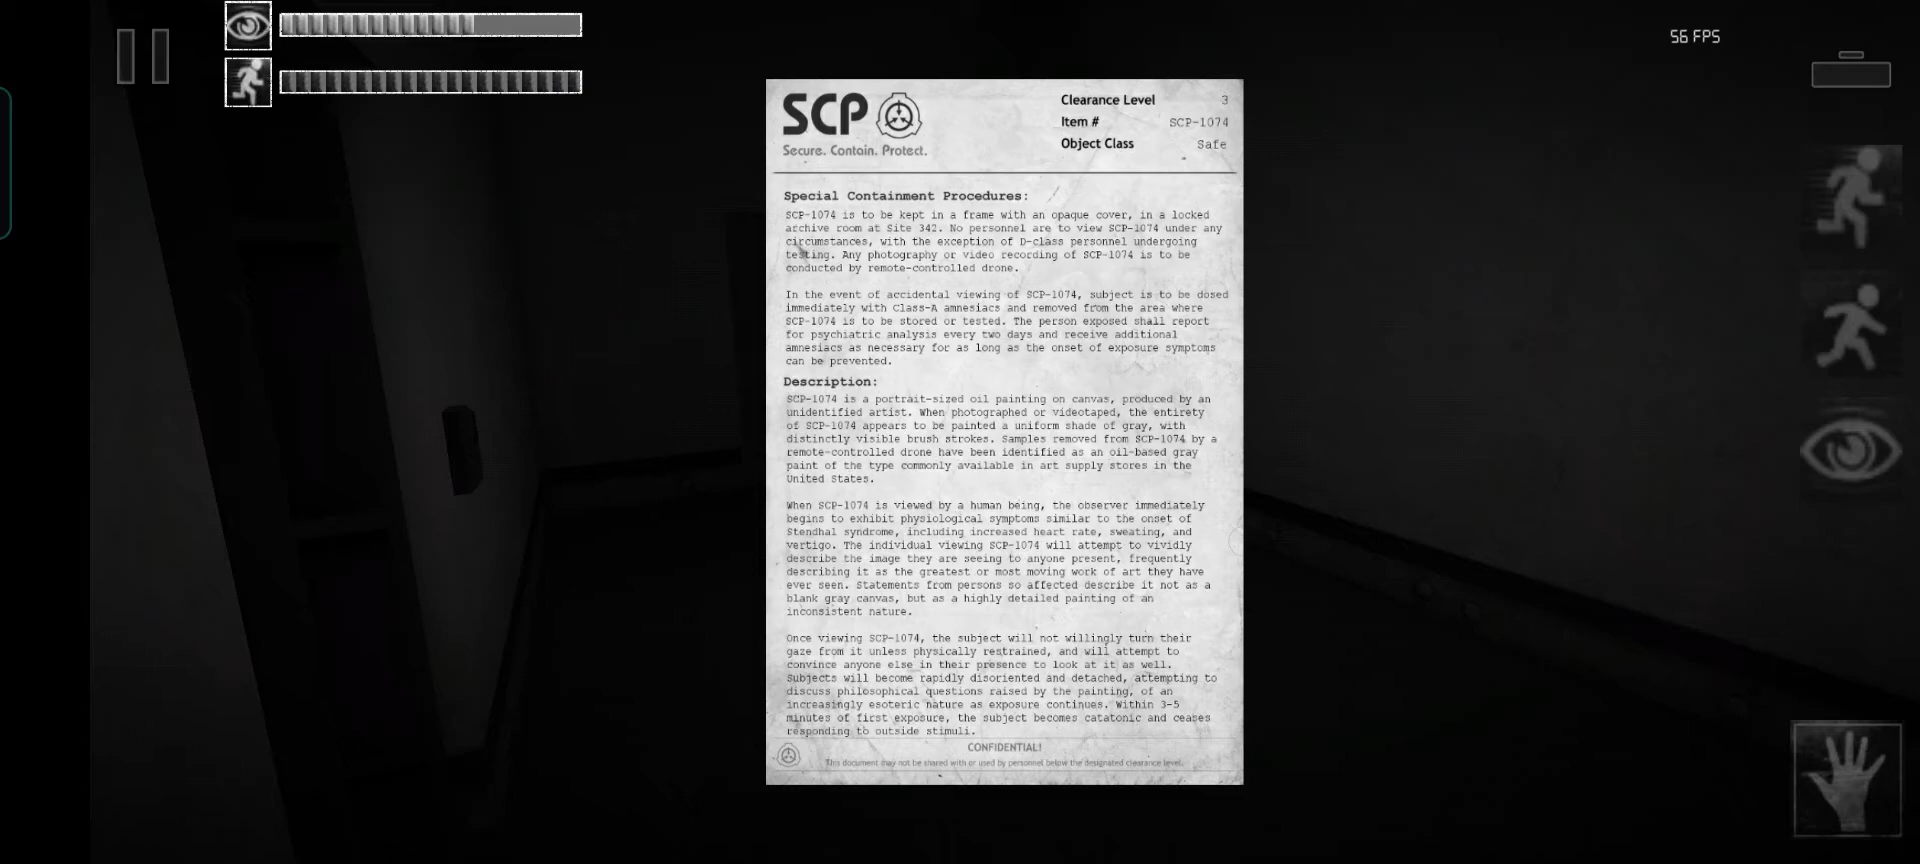 56 FPS
SCP
Secure. Contain. Protect.
Clearance Level 3
Item # SCP-1074
Object Class Safe
Special Containment Procedures:
SCP-1074 is to be kept in a frame with an opaque cover, in a locked
archive room at Site 342. No personnel are to view SCP-1074 under any
circumstances, with the exception of D-class personnel undergoing
testing. Any photography or video recording of SCP-1074 is to be
conducted by remote-controlled drone.
In the event of accidental viewing of SCP-1074, subject is to be dosed
immediately with Class-A amnesiacs and removed from the area where
SCP-1074 is to be stored or tested. The person exposed shall report
for psychiatric analysis every two days and receive additional
amnesiacs as necessary for as long as the onset of exposure symptoms
can be prevented.
Description:
SCP-1074 is a portrait-sized oil painting on canvas, produced by an
unidentified artist. When photographed or videotaped, the entirety
of SCP-1074 appears to be painted a uniform shade of gray, with
distinctly visible brush strokes. Samples removed from SCP-1074 by a
remote-controlled drone have been identified as an oil-based gray
paint of the type commonly available in art supply stores in the
United States.
When SCP-1074 is viewed by a human being, the observer immediately
begins to exhibit physiological symptoms similar to the onset of
Stendhal syndrome, including increased heart rate, sweating, and
vertigo. The individual viewing SCP-1074 will attempt to vividly
describe the image they are seeing to anyone present, frequently
describing it as the greatest or most moving work of art they have
ever seen. Statements from persons so affected describe it not as a
blank gray canvas, but as a highly detailed painting of an
inconsistent nature.
Once viewing SCP-1074, the subject will not willingly turn their
gaze from it unless physically restrained, and will attempt to
convince anyone else in their presence to look at it as well.
Subjects will become rapidly disoriented and detached, attempting to
discuss philosophical questions raised by the painting, of an
increasingly esoteric nature as exposure continues. Within 3-5
minutes of first exposure, the subject becomes catatonic and ceases
responding to outside stimuli.
CONFIDENTIAL!
This document may not be shared with or used by personnel below the designated clearance level.